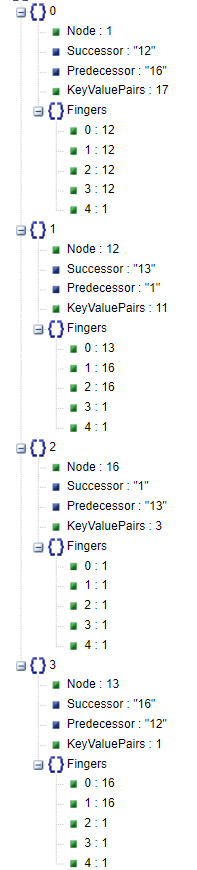 0
Node : 1
Successor : "12"
Predecessor : "16"
KeyValuePairs : 17
Fingers
0 : 12
1 : 12
2 : 12
3 : 12
4 : 1
1
Node : 12
Successor : "13"
Predecessor : "1"
KeyValuePairs : 11
Fingers
0 : 13
1 : 16
2 : 16
3 : 1
4 : 1
2
Node : 16
Successor : "1"
Predecessor : "13"
KeyValuePairs : 3
Fingers
0 : 1
1 : 1
2 : 1
3 : 1
4 : 1
3
Node : 13
Successor : "16"
Predecessor : "12"
KeyValuePairs : 1
Fingers
0 : 16
1 : 16
2 : 1
3 : 1
4 : 1